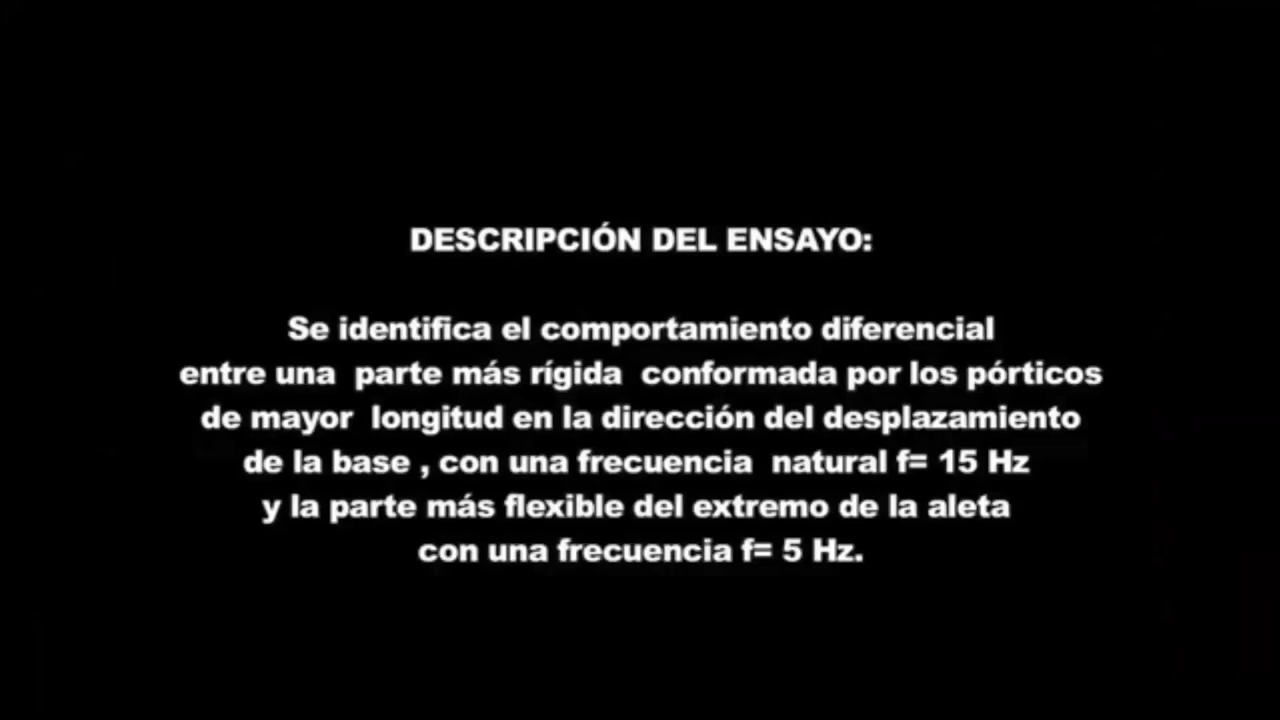 DESCRIPCIÓN DEL ENSAYO:
Se identifica el comportamiento diferencial
entre una parte más rígida conformada por los pórticos
de mayor longitud en la dirección del desplazamiento
de la base , con una frecuencia natural f= 15 Hz
y la parte más flexible del extremo de la aleta
con una frecuencia f= 5 Hz.